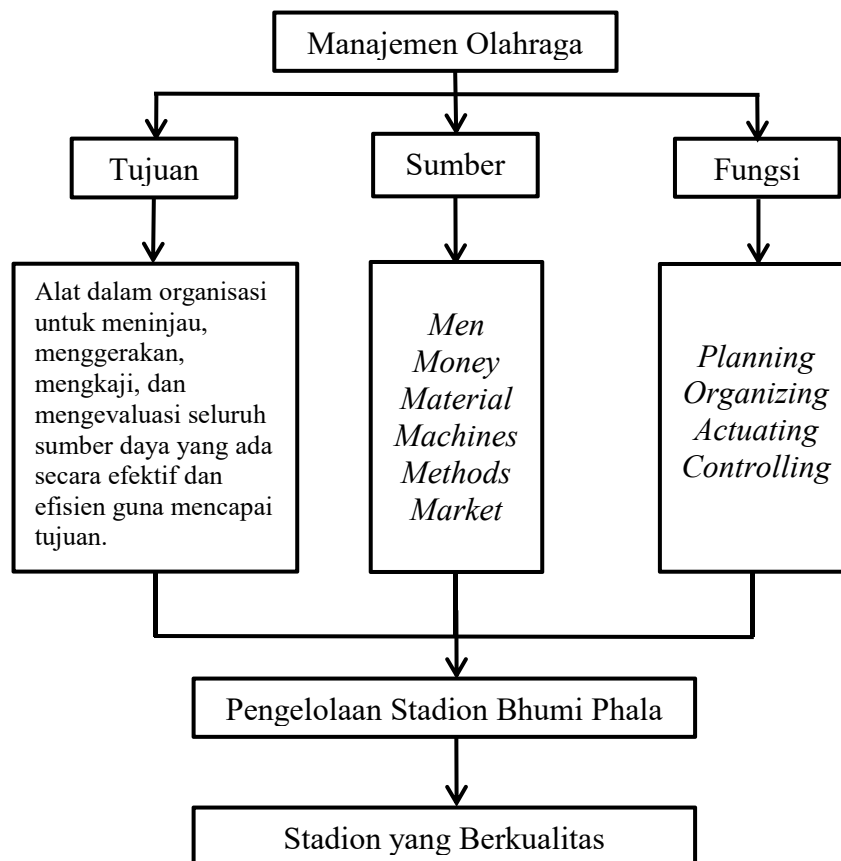 Manajemen Olahraga
Tujuan
Sumber
Fungsi
Alat dalam organisasi
untuk meninjau,
menggerakan,
mengkaji, dan
mengevaluasi seluruh
sumber daya yang ada
secara efektif dan
efisien guna mencapai
tujuan.
Men
Money
Material
Machines
Methods
Market
Planning
Organizing
Actuating
Controlling
Pengelolaan Stadion Bhumi Phala
Stadion yang Berkualitas